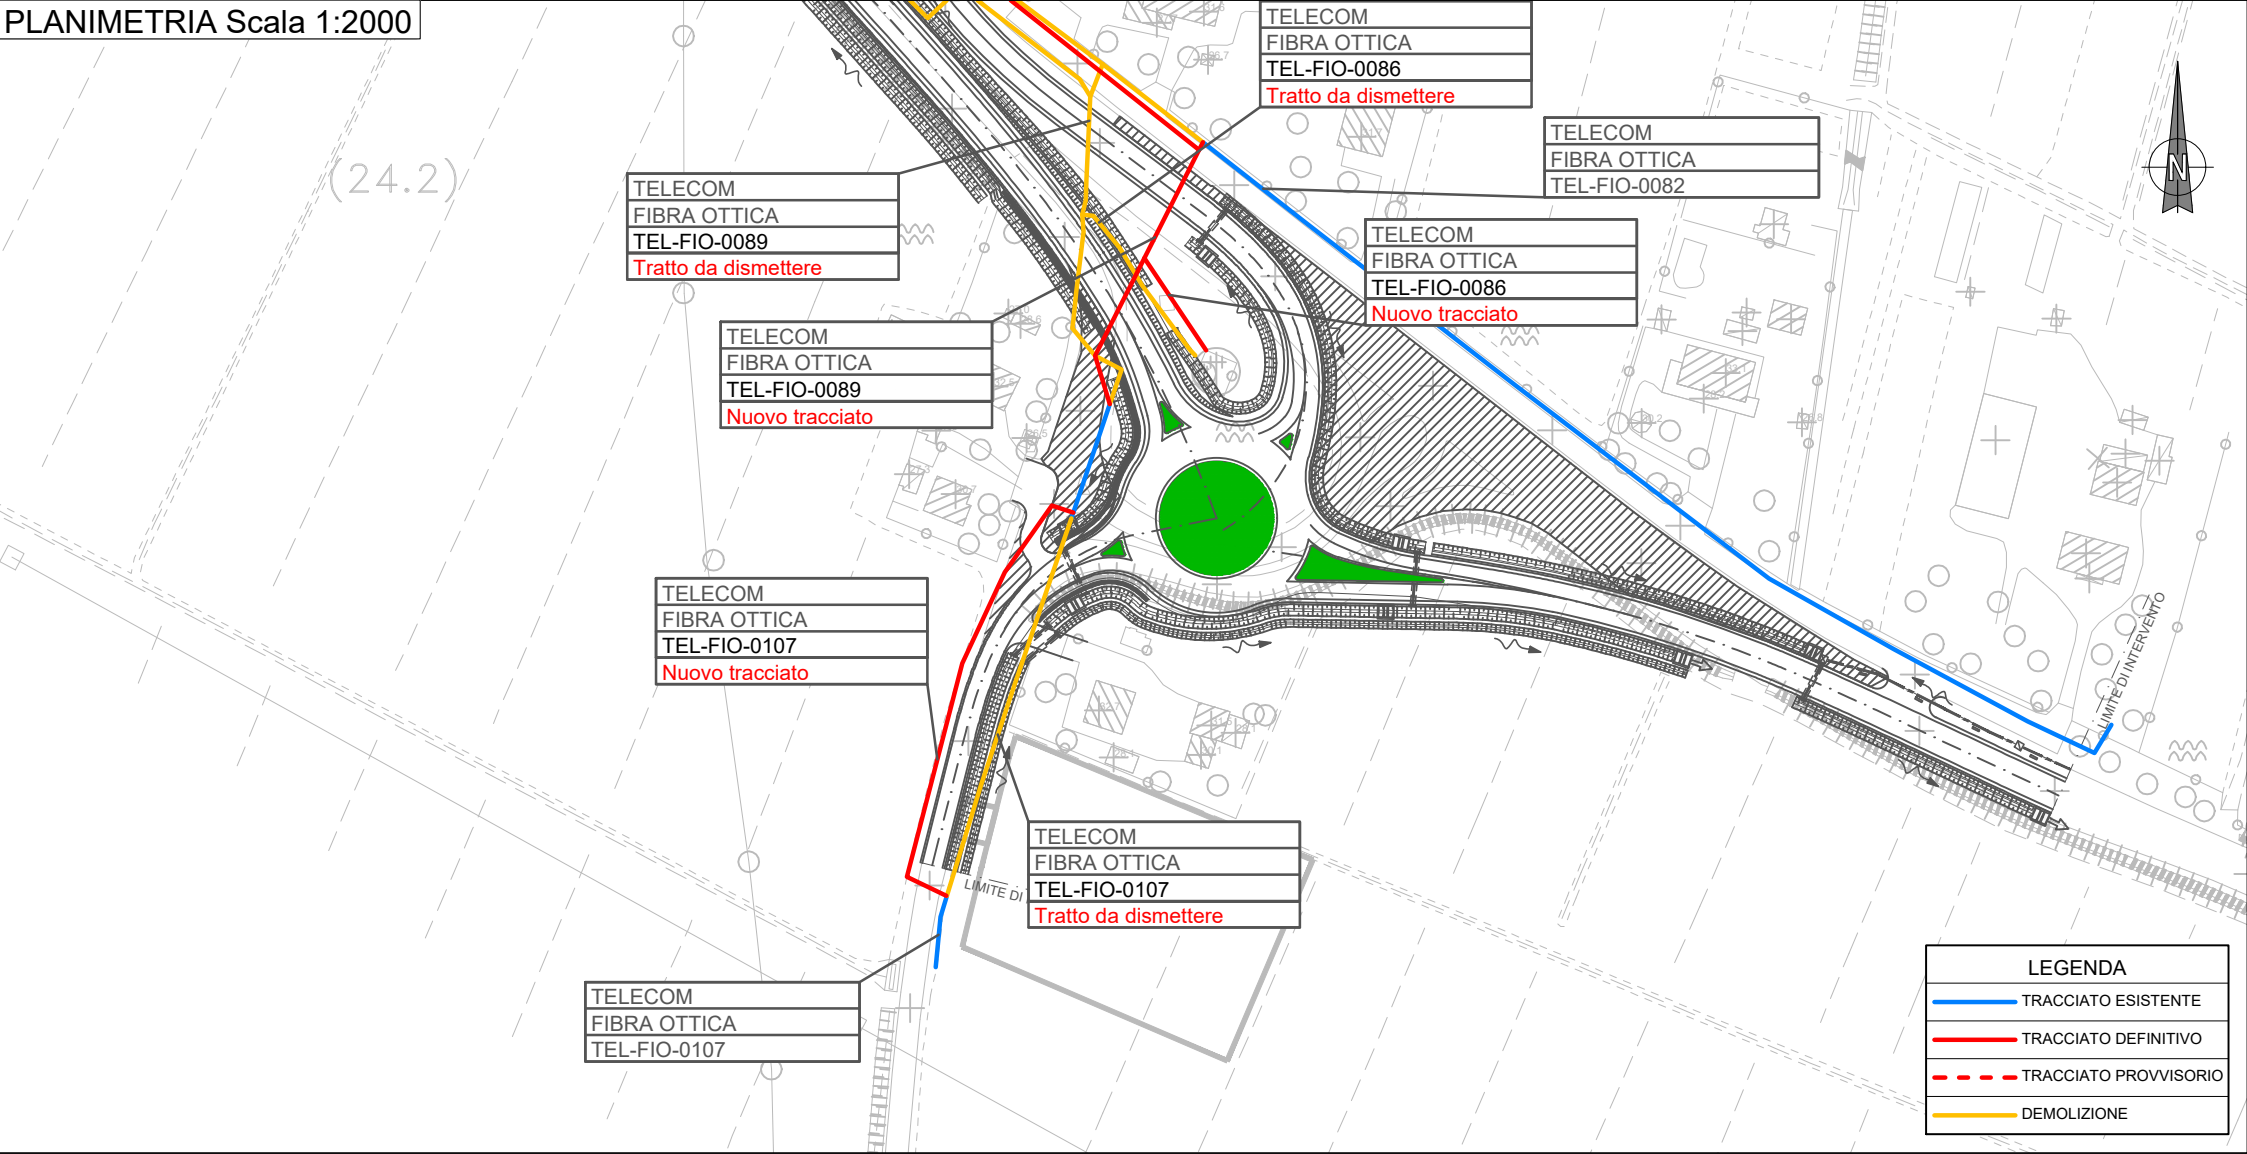 PLANIMETRIA Scala 1:2000
TELECOM
FIBRA OTTICA
TEL-FIO-0086
Tratto da dismettere
TELECOM
FIBRA OTTICA
TEL-FIO-0082
N
(24.2)
TELECOM
FIBRA OTTICA
TEL-FIO-0089
Tratto da dismettere
TELECOM
FIBRA OTTICA
TEL-FIO-0086
Nuovo tracciato
TELECOM
FIBRA OTTICA
TEL-FIO-0089
Nuovo tracciato
TELECOM
FIBRA OTTICA
TEL-FIO-0107
Nuovo tracciato
LIMITE DI INTERVENTO
TELECOM
FIBRA OTTICA
TEL-FIO-0107
Tratto da dismettere
LIMITE DI
TELECOM
FIBRA OTTICA
TEL-FIO-0107
LEGENDA
TRACCIATO ESISTENTE
TRACCIATO DEFINITIVO
TRACCIATO PROVVISORIO
DEMOLIZIONE